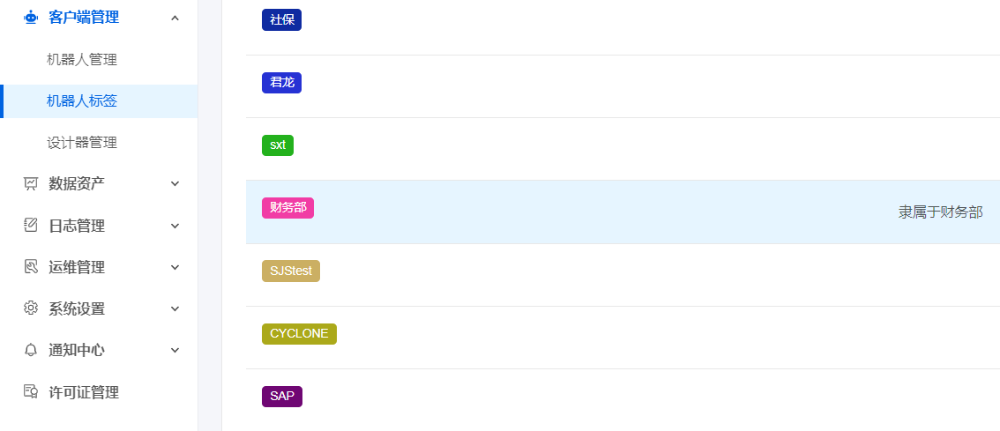 客户端管理
机器人管理
机器人标签
设计器管理
数据资产
日志管理
运维管理
系统设置
通知中心
许可证管理
社保
君龙
sxt
财务部
隶属于财务部
SJStest
CYCLONE
SAP